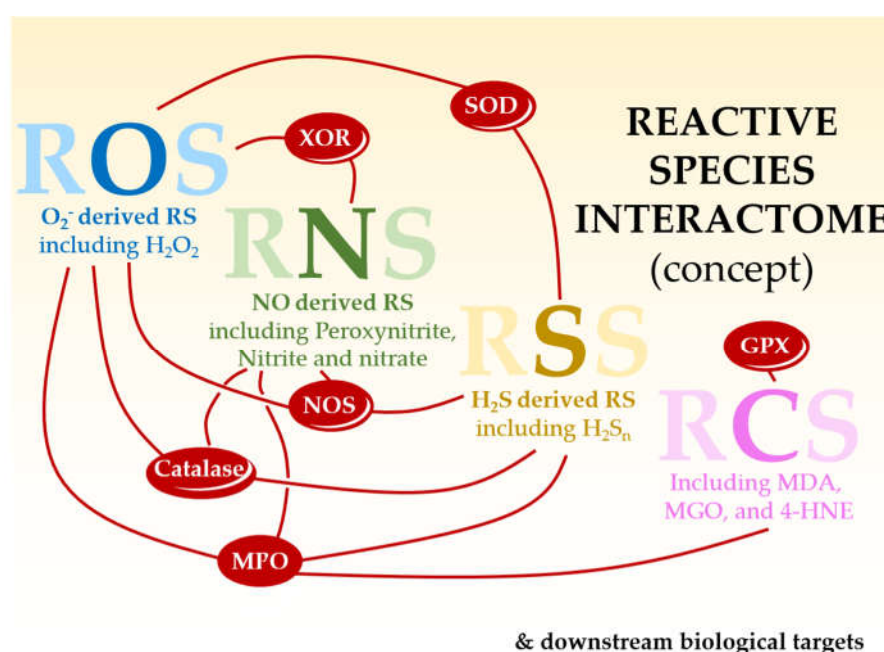 SOD
XOR
REACTIVE
SPECIES
INTERACTOME
(concept)
ROS
O₂⁻ derived RS
including H₂O₂
RNS
NO derived RS
including Peroxynitrite,
Nitrite and nitrate
RSS
H₂S derived RS
including H₂Sₙ
GPX
RCS
Including MDA,
MGO, and 4-HNE
NOS
Catalase
MPO
& downstream biological targets